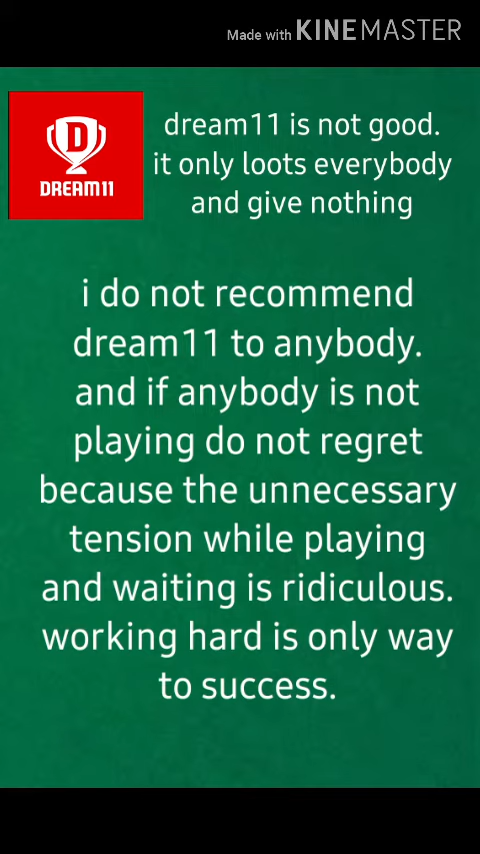 Made with KINEMASTER
D
DREAM11
dream11 is not good.
it only loots everybody
and give nothing
i do not recommend
dream11 to anybody.
and if anybody is not
playing do not regret
because the unnecessary
tension while playing
and waiting is ridiculous.
working hard is only way
to success.